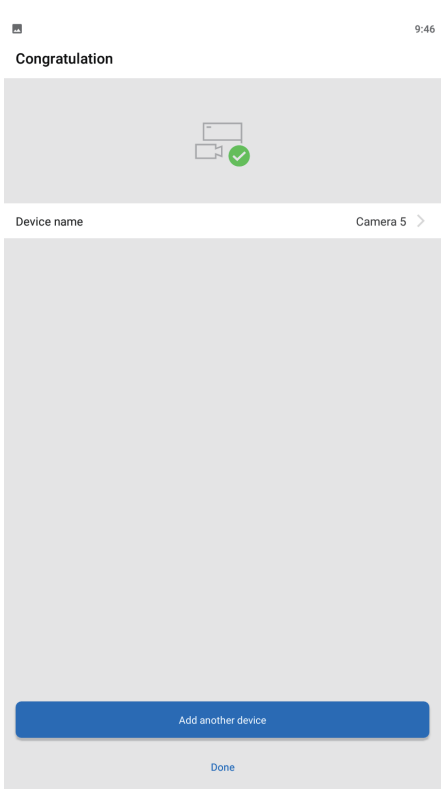 9:46
Congratulation
Device name Camera 5
Add another device
Done